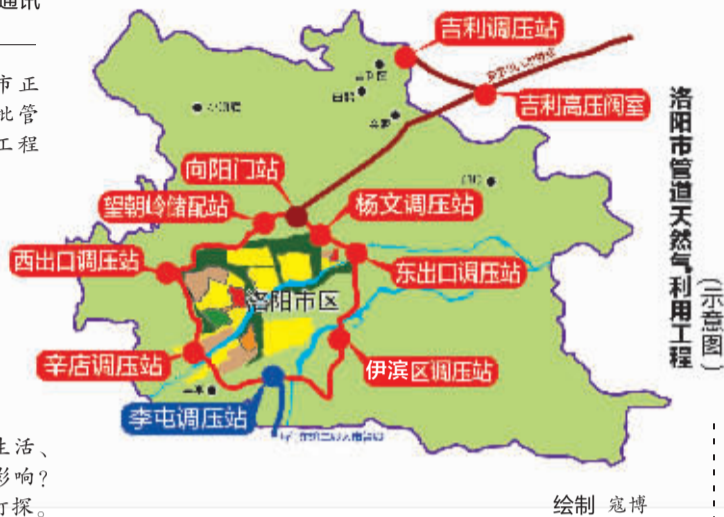 通讯
市正
此管
工程
吉利调压站
吉利高压阀室
向阳门站
望朝岭储配站
杨文调压站
西出口调压站
东出口调压站
洛阳市区
辛店调压站
伊滨区调压站
李屯调压站
洛阳市管道天然气利用工程
(示意图)
生活、
影响?
打探。
绘制 寇博